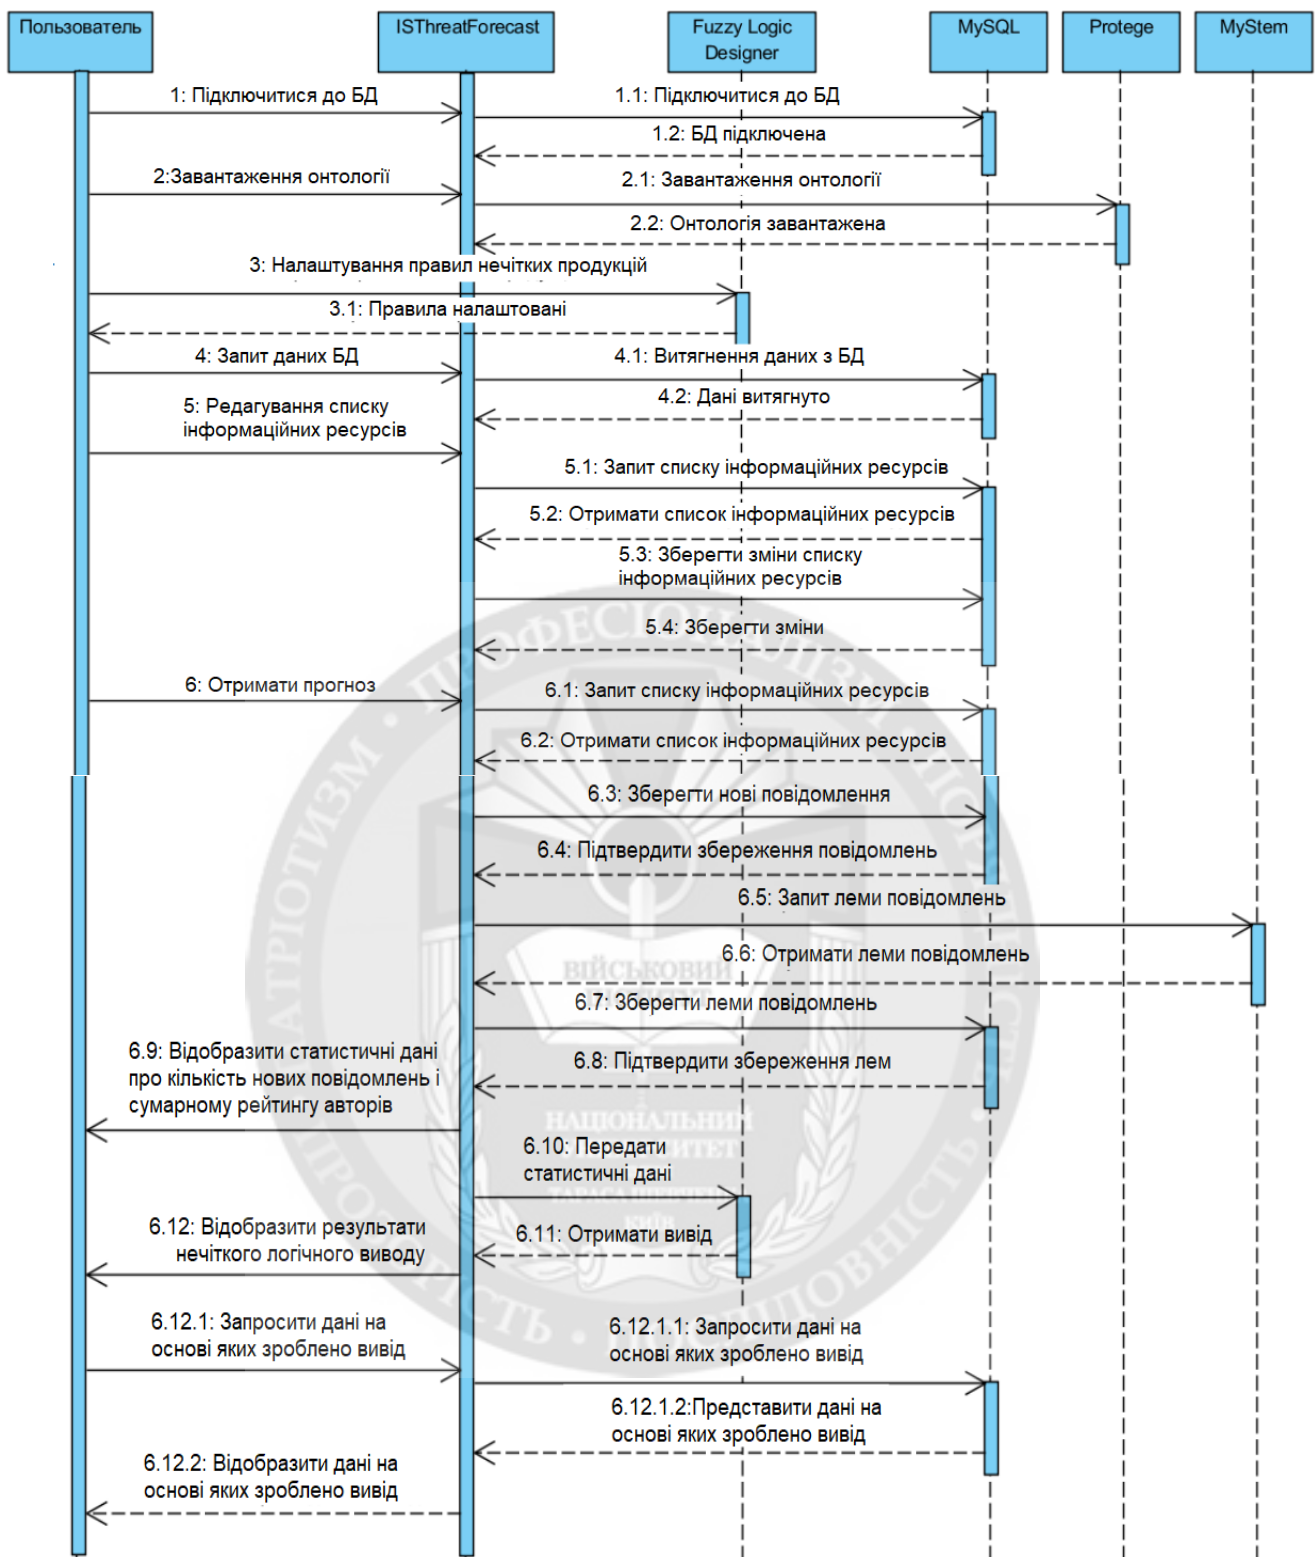 Пользователь
ISThreatForecast
Fuzzy Logic
Designer
MySQL
Protege
MyStem
1: Підключитися до БД
1.1: Підключитися до БД
1.2: БД підключена
2:Завантаження онтології
2.1: Завантаження онтології
2.2: Онтологія завантажена
3: Налаштування правил нечітких продукцій
3.1: Правила налаштовані
4: Запит даних БД
4.1: Витягнення даних з БД
4.2: Дані витягнуто
5: Редагування списку
інформаційних ресурсів
5.1: Запит списку інформаційних ресурсів
5.2: Отримати список інформаційних ресурсів
5.3: Зберегти зміни списку
інформаційних ресурсів
5.4: Зберегти зміни
6: Отримати прогноз
6.1: Запит списку інформаційних ресурсів
6.2: Отримати список інформаційних ресурсів
6.3: Зберегти нові повідомлення
6.4: Підтвердити збереження повідомлень
6.5: Запит леми повідомлень
6.6: Отримати леми повідомлень
6.7: Зберегти леми повідомлень
6.8: Підтвердити збереження лем
6.9: Відобразити статистичні дані
про кількість нових повідомлень і
сумарному рейтингу авторів
6.10: Передати
статистичні дані
6.11: Отримати вивід
6.12: Відобразити результати
нечіткого логічного виводу
6.12.1: Запросити дані на
основі яких зроблено вивід
6.12.1.1: Запросити дані на
основі яких зроблено вивід
6.12.1.2:Представити дані на
основі яких зроблено вивід
6.12.2: Відобразити дані на
основі яких зроблено вивід
ПАТРІОТИЗМ • ПРОФЕСІОНАЛІЗМ •
ВІЙСЬКОВИЙ
ІНСТИТУТ
НАЦІОНАЛЬНИЙ
УНІВЕРСИТЕТ
КИЇВ